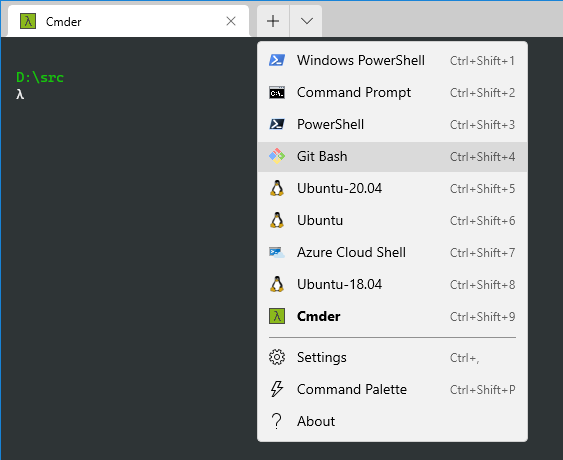 Cmder
D:\src
λ
Windows PowerShell Ctrl+Shift+1
Command Prompt Ctrl+Shift+2
PowerShell Ctrl+Shift+3
Git Bash Ctrl+Shift+4
Ubuntu-20.04 Ctrl+Shift+5
Ubuntu Ctrl+Shift+6
Azure Cloud Shell Ctrl+Shift+7
Ubuntu-18.04 Ctrl+Shift+8
Cmder Ctrl+Shift+9
Settings Ctrl+,
Command Palette Ctrl+Shift+P
About